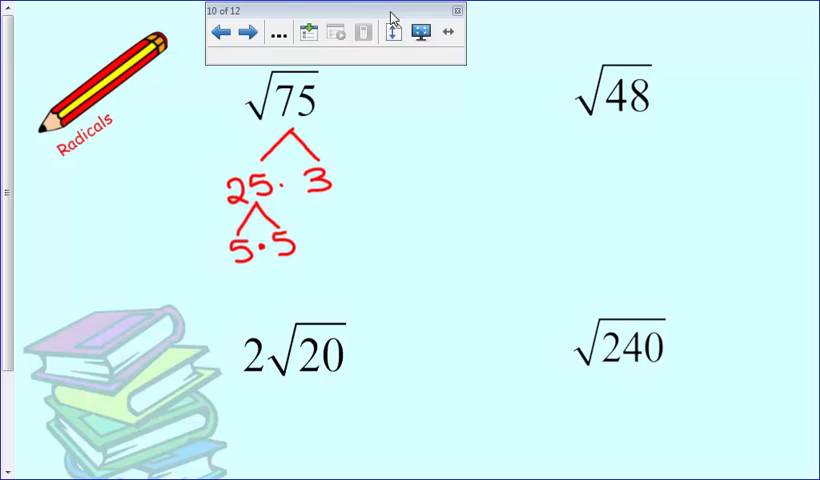 10 of 12
...
Radicals
√75
25 · 3
5 · 5
√48
2√20
√240